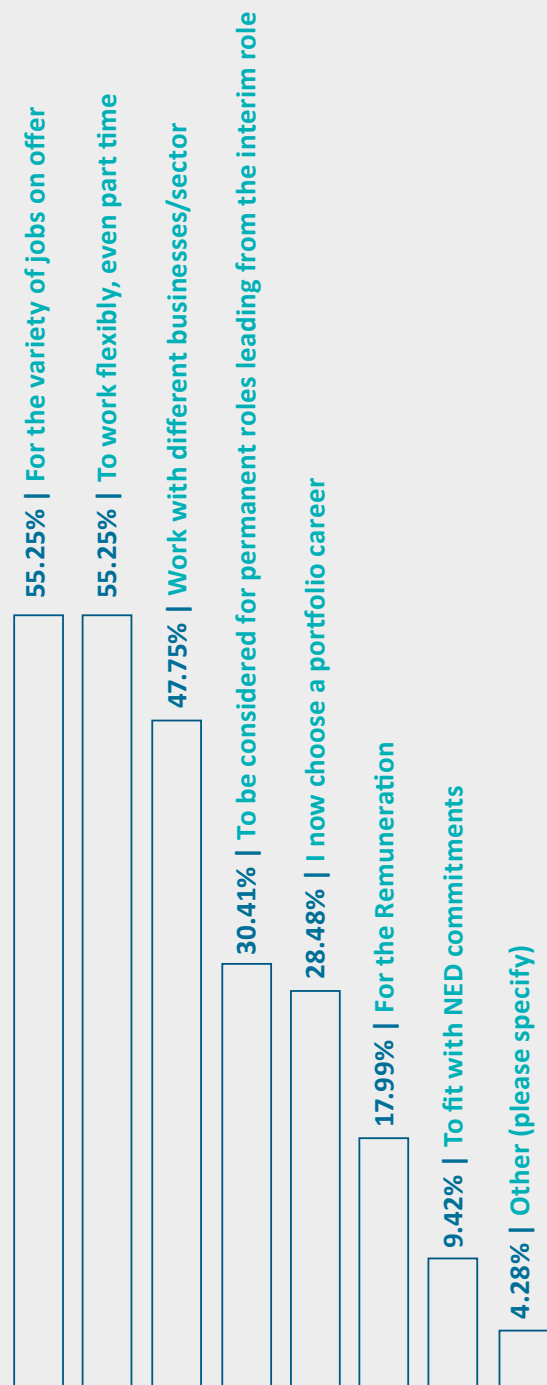 55.25% | For the variety of jobs on offer
55.25% | To work flexibly, even part time
47.75% | Work with different businesses/sector
30.41% | To be considered for permanent roles leading from the interim role
28.48% | I now choose a portfolio career
17.99% | For the Remuneration
9.42% | To fit with NED commitments
4.28% | Other (please specify)